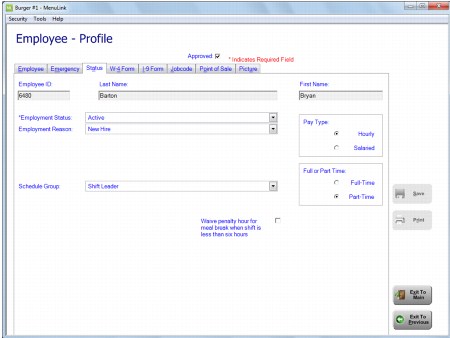 Burger #1 - MenuLink
Security Tools Help
Employee - Profile
Approved
* Indicates Required Field
Employee Emergency Status W-4 Form I-9 Form Jobcode Point of Sale Picture
Employee ID: Last Name: First Name:
6480 Barton Bryan
*Employment Status: Active
Employment Reason: New Hire
Pay Type:
Hourly
Salaried
Full or Part Time:
Full-Time
Part-Time
Schedule Group: Shift Leader
Save
Waive penalty hour for
meal break when shift is
less than six hours
Print
Exit To
Main
Exit To
Previous